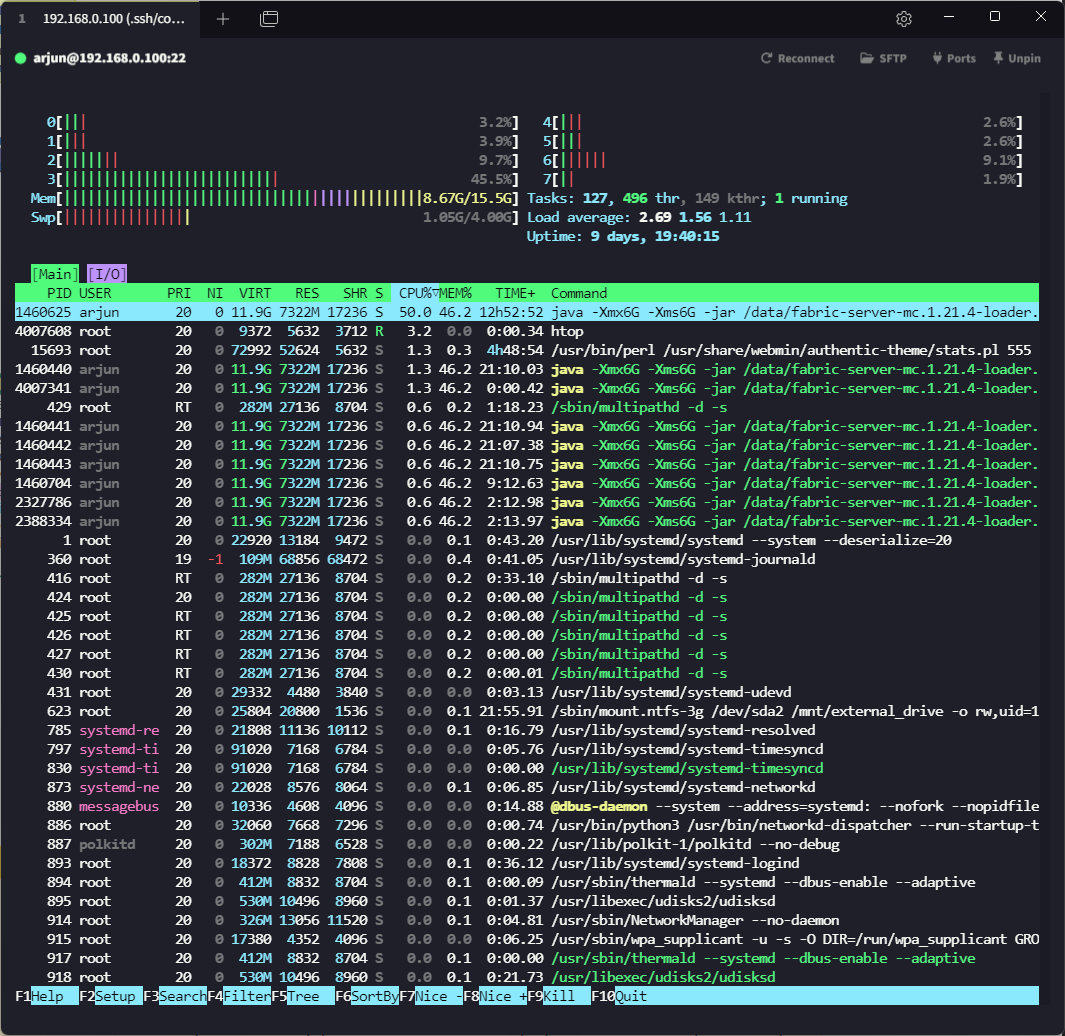 1 192.168.0.100 (.ssh/co...
arjun@192.168.0.100:22 Reconnect SFTP Ports Unpin
0[||| 3.2%] 4[||| 2.6%]
1[||| 3.9%] 5[||| 2.6%]
2[||||||| 9.7%] 6[|||||| 9.1%]
3[||||||||||||||||||||||||||| 45.5%] 7[|| 1.9%]
Mem[|||||||||||||||||||||||||||||||||||||||||||||8.67G/15.5G] Tasks: 127, 496 thr, 149 kthr; 1 running
Swp[|||||||||||||||| 1.05G/4.00G] Load average: 2.69 1.56 1.11
Uptime: 9 days, 19:40:15
[Main] [I/O]
PID USER PRI NI VIRT RES SHR S CPU%▽MEM% TIME+ Command
1460625 arjun 20 0 11.9G 7322M 17236 S 50.0 46.2 12h52:52 java -Xmx6G -Xms6G -jar /data/fabric-server-mc.1.21.4-loader.
4007608 root 20 0 9372 5632 3712 R 3.2 0.0 0:00.34 htop
15693 root 20 0 72992 52624 5632 S 1.3 0.3 4h48:54 /usr/bin/perl /usr/share/webmin/authentic-theme/stats.pl 555
1460440 arjun 20 0 11.9G 7322M 17236 S 1.3 46.2 21:10.03 java -Xmx6G -Xms6G -jar /data/fabric-server-mc.1.21.4-loader.
4007341 arjun 20 0 11.9G 7322M 17236 S 1.3 46.2 0:00.42 java -Xmx6G -Xms6G -jar /data/fabric-server-mc.1.21.4-loader.
429 root RT 0 282M 27136 8704 S 0.6 0.2 1:18.23 /sbin/multipathd -d -s
1460441 arjun 20 0 11.9G 7322M 17236 S 0.6 46.2 21:10.94 java -Xmx6G -Xms6G -jar /data/fabric-server-mc.1.21.4-loader.
1460442 arjun 20 0 11.9G 7322M 17236 S 0.6 46.2 21:07.38 java -Xmx6G -Xms6G -jar /data/fabric-server-mc.1.21.4-loader.
1460443 arjun 20 0 11.9G 7322M 17236 S 0.6 46.2 21:10.75 java -Xmx6G -Xms6G -jar /data/fabric-server-mc.1.21.4-loader.
1460704 arjun 20 0 11.9G 7322M 17236 S 0.6 46.2 9:12.63 java -Xmx6G -Xms6G -jar /data/fabric-server-mc.1.21.4-loader.
2327786 arjun 20 0 11.9G 7322M 17236 S 0.6 46.2 2:12.98 java -Xmx6G -Xms6G -jar /data/fabric-server-mc.1.21.4-loader.
2388334 arjun 20 0 11.9G 7322M 17236 S 0.6 46.2 2:13.97 java -Xmx6G -Xms6G -jar /data/fabric-server-mc.1.21.4-loader.
1 root 20 0 22920 13184 9472 S 0.0 0.1 0:43.20 /usr/lib/systemd/systemd --system --deserialize=20
360 root 19 -1 109M 68856 68472 S 0.0 0.4 0:41.05 /usr/lib/systemd/systemd-journald
416 root RT 0 282M 27136 8704 S 0.0 0.2 0:33.10 /sbin/multipathd -d -s
424 root 20 0 282M 27136 8704 S 0.0 0.2 0:00.00 /sbin/multipathd -d -s
425 root RT 0 282M 27136 8704 S 0.0 0.2 0:00.00 /sbin/multipathd -d -s
426 root RT 0 282M 27136 8704 S 0.0 0.2 0:00.00 /sbin/multipathd -d -s
427 root RT 0 282M 27136 8704 S 0.0 0.2 0:00.00 /sbin/multipathd -d -s
430 root RT 0 282M 27136 8704 S 0.0 0.2 0:00.01 /sbin/multipathd -d -s
431 root 20 0 29332 4480 3840 S 0.0 0.0 0:03.13 /usr/lib/systemd/systemd-udevd
623 root 20 0 25804 20800 1536 S 0.0 0.1 21:55.91 /sbin/mount.ntfs-3g /dev/sda2 /mnt/external_drive -o rw,uid=1
785 systemd-re 20 0 21808 11136 10112 S 0.0 0.1 0:16.79 /usr/lib/systemd/systemd-resolved
797 systemd-ti 20 0 91020 7168 6784 S 0.0 0.0 0:05.76 /usr/lib/systemd/systemd-timesyncd
830 systemd-ti 20 0 91020 7168 6784 S 0.0 0.0 0:00.00 /usr/lib/systemd/systemd-timesyncd
873 systemd-ne 20 0 22028 8576 8064 S 0.0 0.1 0:06.85 /usr/lib/systemd/systemd-networkd
880 messagebus 20 0 10336 4608 4096 S 0.0 0.0 0:14.88 @dbus-daemon --system --address=systemd: --nofork --nopidfile
886 root 20 0 32060 7668 7296 S 0.0 0.0 0:00.74 /usr/bin/python3 /usr/bin/networkd-dispatcher --run-startup-t
887 polkitd 20 0 302M 7188 6528 S 0.0 0.0 0:00.22 /usr/lib/polkit-1/polkitd --no-debug
893 root 20 0 18372 8828 7808 S 0.0 0.1 0:36.12 /usr/lib/systemd/systemd-logind
894 root 20 0 412M 8832 8704 S 0.0 0.1 0:00.09 /usr/sbin/thermald --systemd --dbus-enable --adaptive
895 root 20 0 530M 10496 8960 S 0.0 0.1 0:01.37 /usr/libexec/udisks2/udisksd
914 root 20 0 326M 13056 11520 S 0.0 0.1 0:04.81 /usr/sbin/NetworkManager --no-daemon
915 root 20 0 17380 4352 4096 S 0.0 0.0 0:06.25 /usr/sbin/wpa_supplicant -u -s -O DIR=/run/wpa_supplicant GRO
917 root 20 0 412M 8832 8704 S 0.0 0.1 0:00.00 /usr/sbin/thermald --systemd --dbus-enable --adaptive
918 root 20 0 530M 10496 8960 S 0.0 0.1 0:21.73 /usr/libexec/udisks2/udisksd
F1Help F2Setup F3SearchF4FilterF5Tree F6SortByF7Nice -F8Nice +F9Kill F10Quit